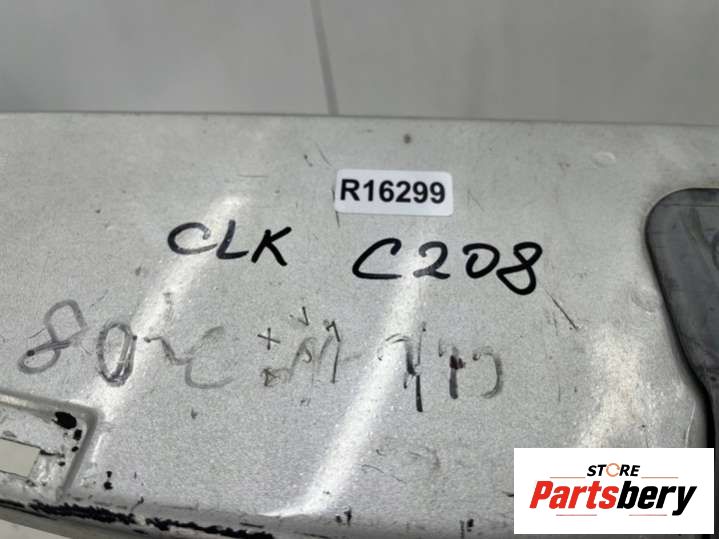 R16299
CLK C208
STORE
Partsbery